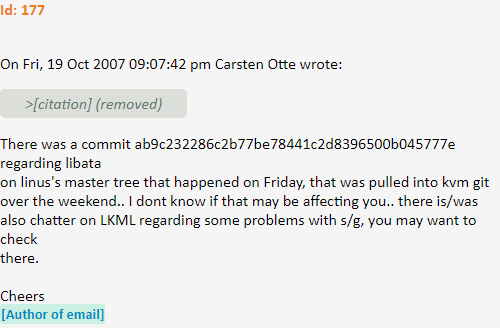 Id: 177
On Fri, 19 Oct 2007 09:07:42 pm Carsten Otte wrote:
>[citation] (removed)
There was a commit ab9c232286c2b77be78441c2d8396500b045777e
regarding libata
on linus's master tree that happened on Friday, that was pulled into kvm git
over the weekend.. I dont know if that may be affecting you.. there is/was
also chatter on LKML regarding some problems with s/g, you may want to
check
there.
Cheers
[Author of email]